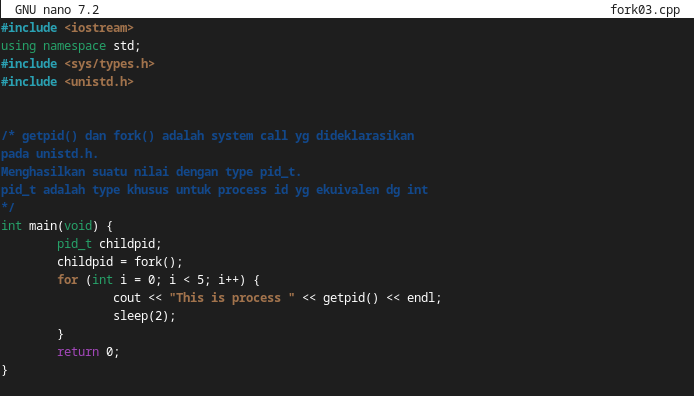 GNU nano 7.2 fork03.cpp
#include <iostream>
using namespace std;
#include <sys/types.h>
#include <unistd.h>
/* getpid() dan fork() adalah system call yg dideklarasikan
pada unistd.h.
Menghasilkan suatu nilai dengan type pid_t.
pid_t adalah type khusus untuk process id yg ekuivalen dg int
*/
int main(void) {
pid_t childpid;
childpid = fork();
for (int i = 0; i < 5; i++) {
cout << "This is process " << getpid() << endl;
sleep(2);
}
return 0;
}